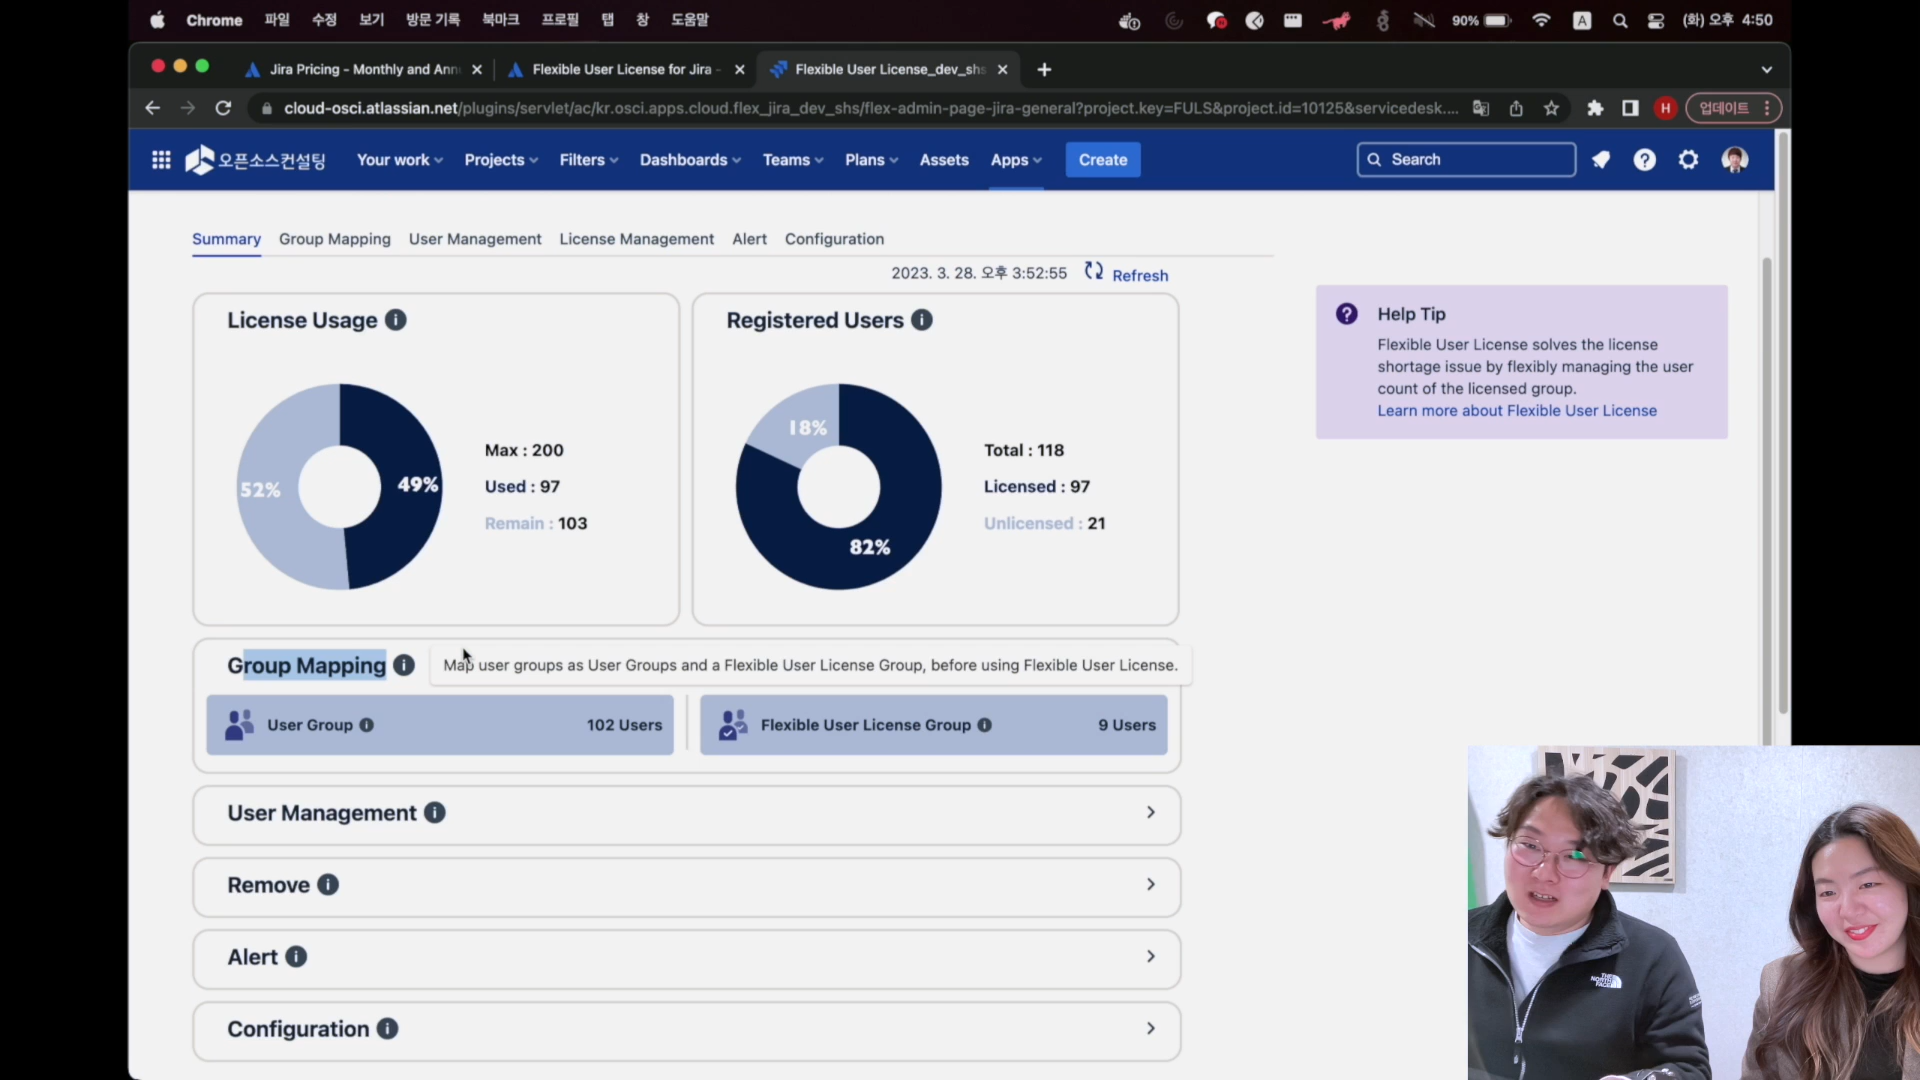 Chrome 파일 수정 보기 방문 기록 북마크 프로필 탭 창 도움말 90% A (화) 오후 4:50
Jira Pricing - Monthly and Ann Flexible User License for Jira - Flexible User License_dev_shs
cloud-osci.atlassian.net/plugins/servlet/ac/kr.osci.apps.cloud.flex_jira_dev_shs/flex-admin-page-jira-general?project.key=FULS&project.id=10125&servicedesk.... H 업데이트
오픈소스컨설팅 Your work Projects Filters Dashboards Teams Plans Assets Apps Create Search
Summary Group Mapping User Management License Management Alert Configuration
2023. 3. 28. 오후 3:52:55 Refresh
License Usage
52%
49%
Max : 200
Used : 97
Remain : 103
Registered Users
18%
82%
Total : 118
Licensed : 97
Unlicensed : 21
Help Tip
Flexible User License solves the license
shortage issue by flexibly managing the user
count of the licensed group.
Learn more about Flexible User License
Group Mapping
Map user groups as User Groups and a Flexible User License Group, before using Flexible User License.
User Group 102 Users
Flexible User License Group 9 Users
User Management
Remove
Alert
Configuration
THE
NORTH
FACE